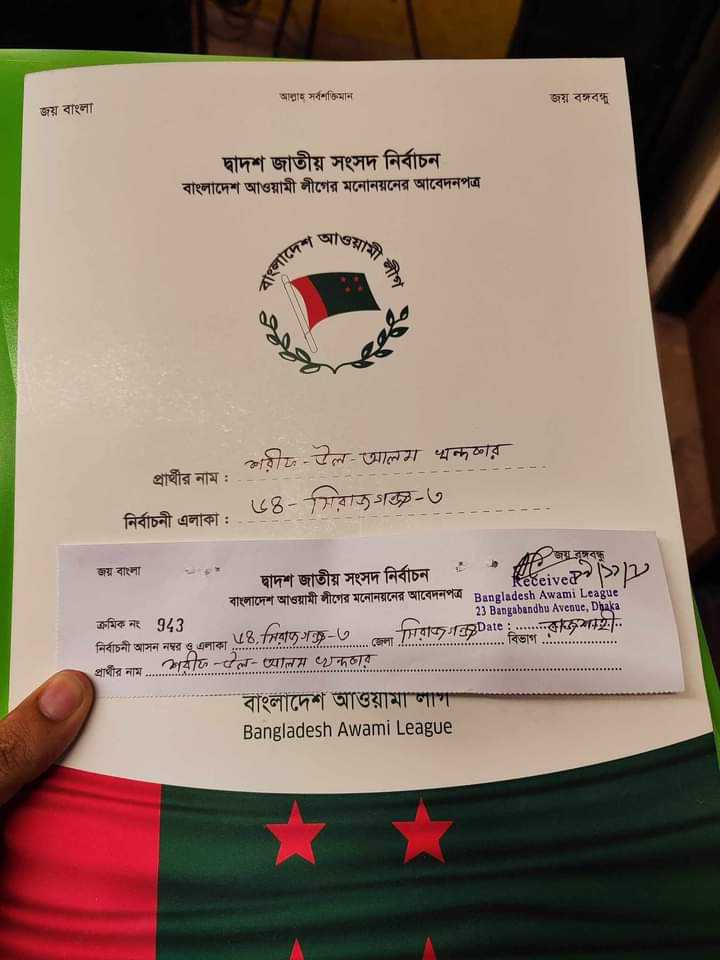 জয় বাংলা
আল্লাহ্ সর্বশক্তিমান
জয় বঙ্গবন্ধু
দ্বাদশ জাতীয় সংসদ নির্বাচন
বাংলাদেশ আওয়ামী লীগের মনোনয়নের আবেদনপত্র
বাংলাদেশ আওয়ামী লীগ
প্রার্থীর নাম : শরীফ-উল-আলম খন্দকার
নির্বাচনী এলাকা : ৬৪- সিরাজগঞ্জ-৩
জয় বাংলা
জয় বঙ্গবন্ধু
দ্বাদশ জাতীয় সংসদ নির্বাচন
বাংলাদেশ আওয়ামী লীগের মনোনয়নের আবেদনপত্র
Received
Bangladesh Awami League
23 Bangabandhu Avenue, Dhaka
Date :
ক্রমিক নং 943
নির্বাচনী আসন নম্বর ও এলাকা ৬৪. সিরাজগঞ্জ-৩ জেলা সিরাজগঞ্জ বিভাগ রাজশাহী
প্রার্থীর নাম শরীফ-উল-আলম খন্দকার
বাংলাদেশ আওয়ামী লীগ
Bangladesh Awami League